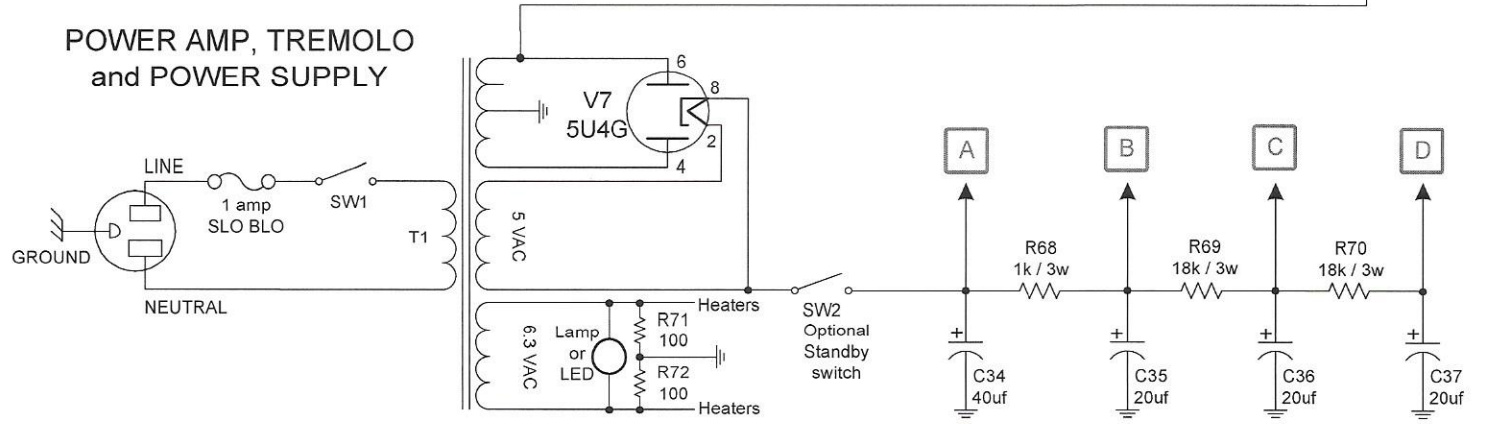 POWER AMP, TREMOLO
and POWER SUPPLY
6
8
V7
5U4G
2
4
LINE
1 amp
SLO BLO
SW1
GROUND
NEUTRAL
T1
5 VAC
6.3 VAC
Lamp
or
LED
R71
100
R72
100
Heaters
Heaters
SW2
Optional
Standby
switch
A
B
C
D
R68
1k / 3w
R69
18k / 3w
R70
18k / 3w
+
C34
40uf
+
C35
20uf
+
C36
20uf
+
C37
20uf